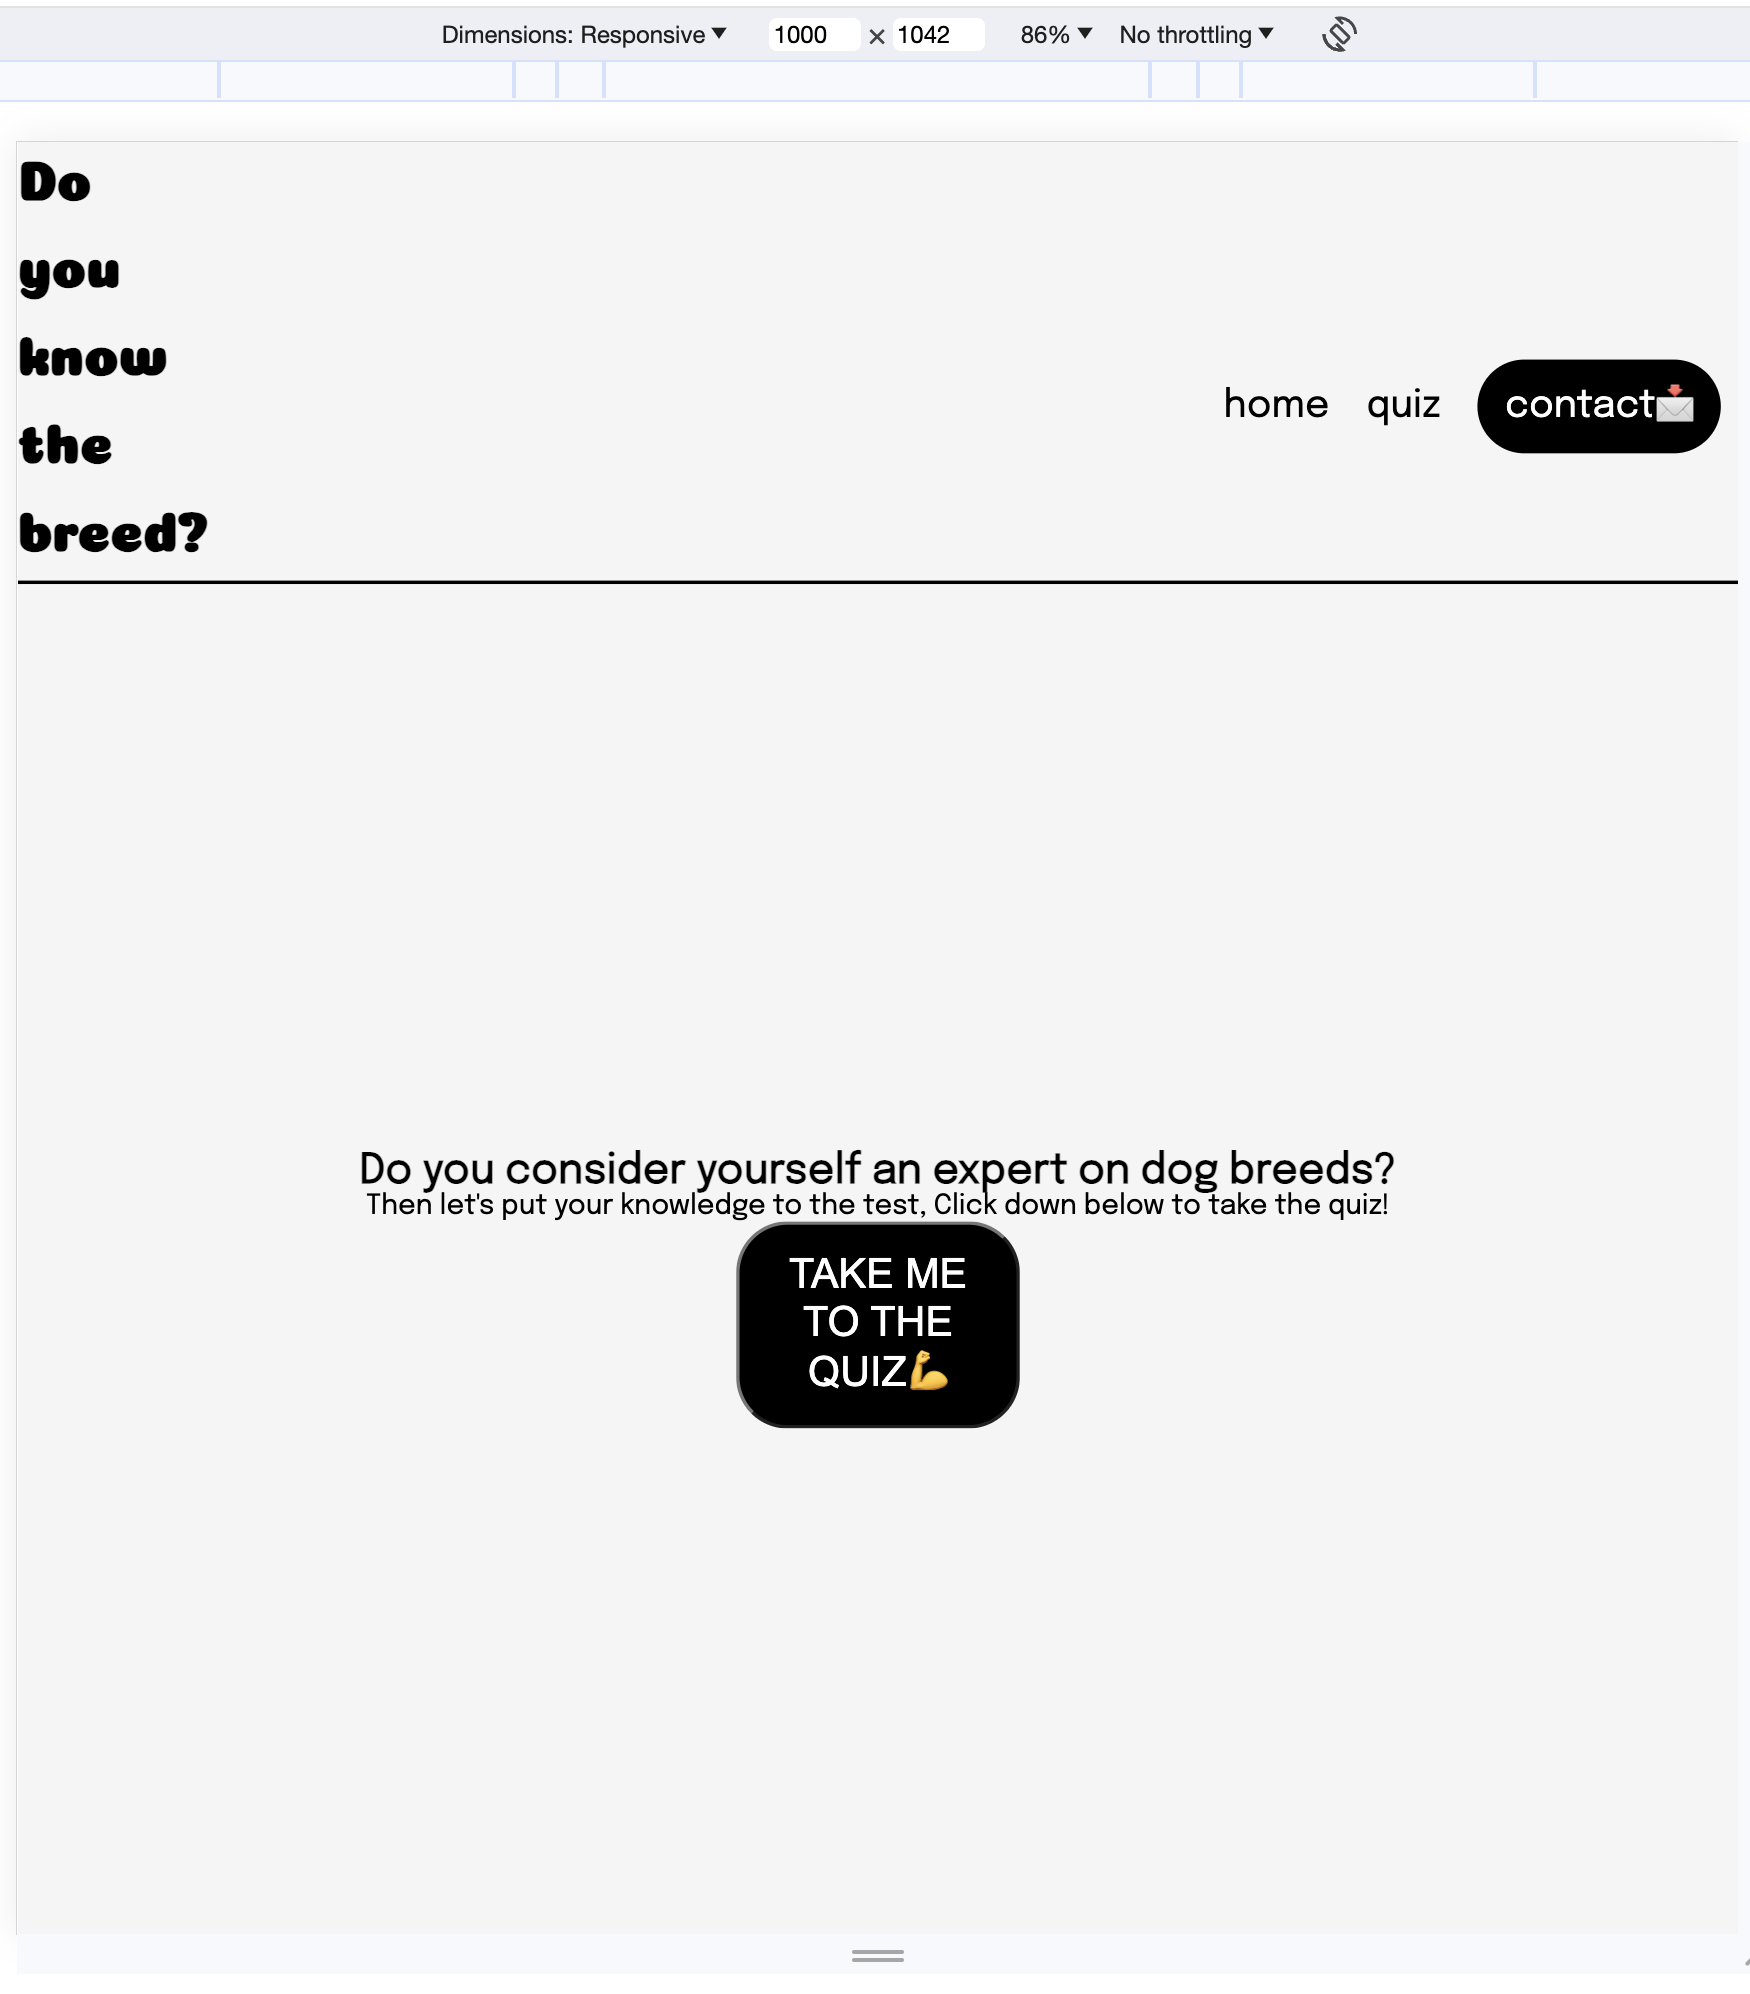 Dimensions: Responsive ▼ 1000 × 1042 86% ▼ No throttling ▼
Do
you
know
the
breed?
home quiz contact📩
Do you consider yourself an expert on dog breeds?
Then let's put your knowledge to the test, Click down below to take the quiz!
TAKE ME
TO THE
QUIZ💪